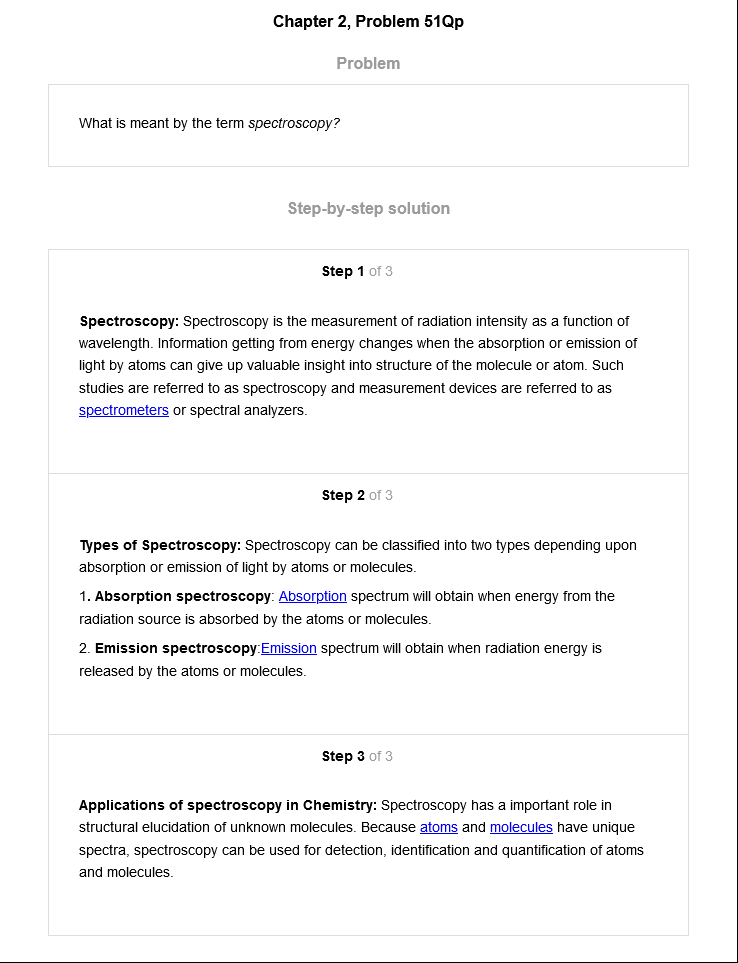 Chapter 2, Problem 51Qp
Problem
What is meant by the term spectroscopy?
Step-by-step solution
Step 1 of 3
Spectroscopy: Spectroscopy is the measurement of radiation intensity as a function of
wavelength. Information getting from energy changes when the absorption or emission of
light by atoms can give up valuable insight into structure of the molecule or atom. Such
studies are referred to as spectroscopy and measurement devices are referred to as
spectrometers or spectral analyzers.
Step 2 of 3
Types of Spectroscopy: Spectroscopy can be classified into two types depending upon
absorption or emission of light by atoms or molecules.
1. Absorption spectroscopy: Absorption spectrum will obtain when energy from the
radiation source is absorbed by the atoms or molecules.
2. Emission spectroscopy:Emission spectrum will obtain when radiation energy is
released by the atoms or molecules.
Step 3 of 3
Applications of spectroscopy in Chemistry: Spectroscopy has a important role in
structural elucidation of unknown molecules. Because atoms and molecules have unique
spectra, spectroscopy can be used for detection, identification and quantification of atoms
and molecules.